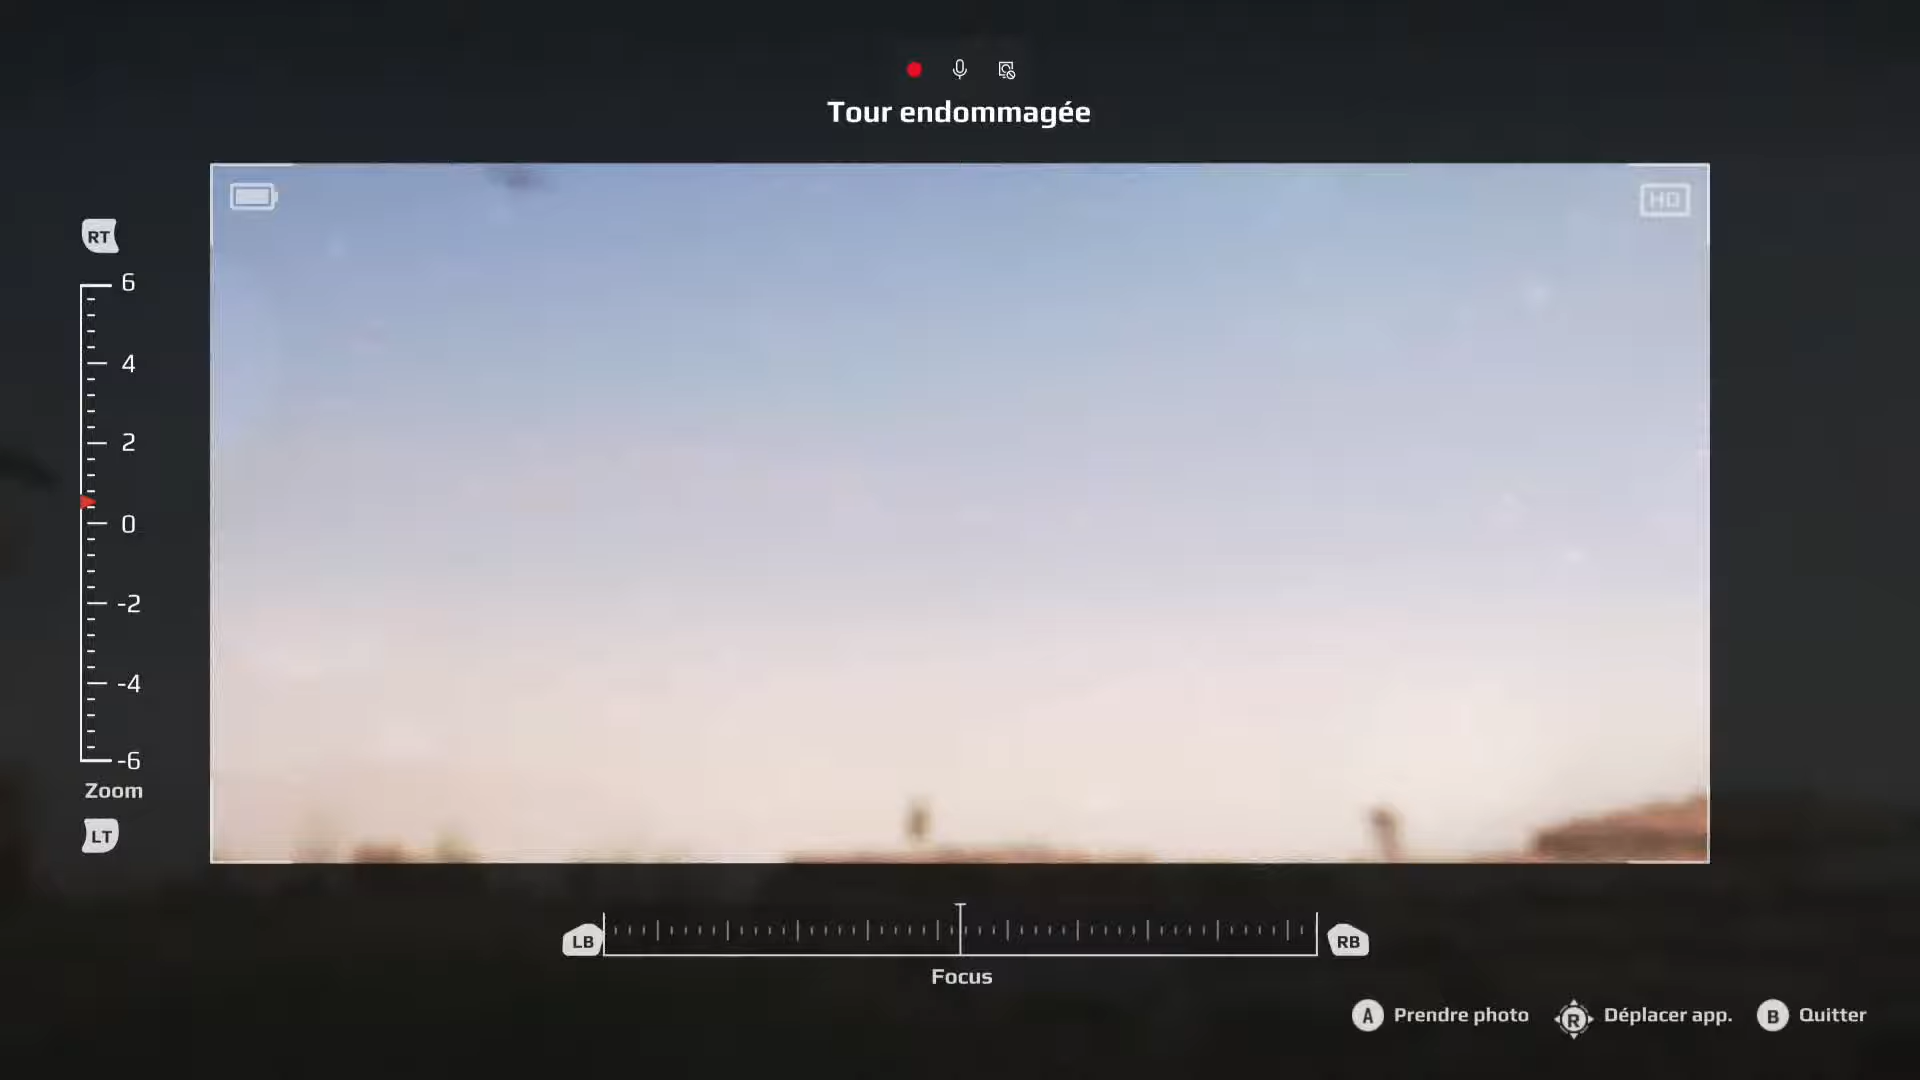 Tour endommagée
HD
RT
6
4
2
0
-2
-4
-6
Zoom
LT
LB
RB
Focus
A Prendre photo
R Déplacer app.
B Quitter